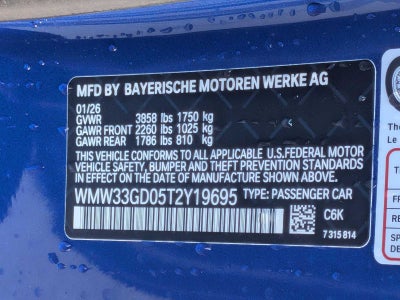 MFD BY BAYERISCHE MOTOREN WERKE AG
01/26
GVWR 3858 lbs 1750 kg
GAWR FRONT 2260 lbs 1025 kg
GAWR REAR 1786 lbs 810 kg
THIS VEHICLE CONFORMS TO ALL APPLICABLE U.S.FEDERAL MOTOR
VEHICLE SAFETY, BUMPER, AND THEFT PREVENTION STANDARDS
IN EFFECT ON THE DATE OF MANUFACTURE SHOWN ABOVE.
WMW33GD05T2Y19695 TYPE: PASSENGER CAR
C6K
7 315 814
The
Le